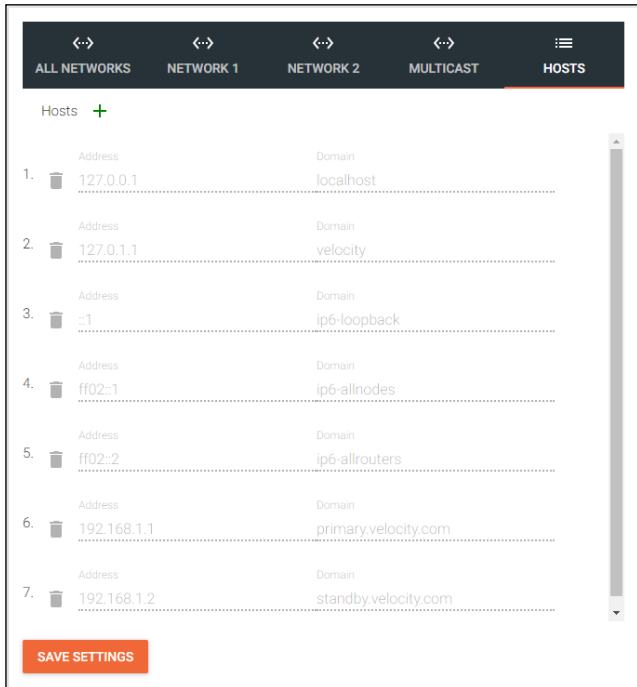 ALL NETWORKS NETWORK 1 NETWORK 2 MULTICAST HOSTS
Hosts +
Address Domain
1. 127.0.0.1 localhost
Address Domain
2. 127.0.1.1 velocity
Address Domain
3. ::1 ip6-loopback
Address Domain
4. ff02::1 ip6-allnodes
Address Domain
5. ff02::2 ip6-allrouters
Address Domain
6. 192.168.1.1 primary.velocity.com
Address Domain
7. 192.168.1.2 standby.velocity.com
SAVE SETTINGS